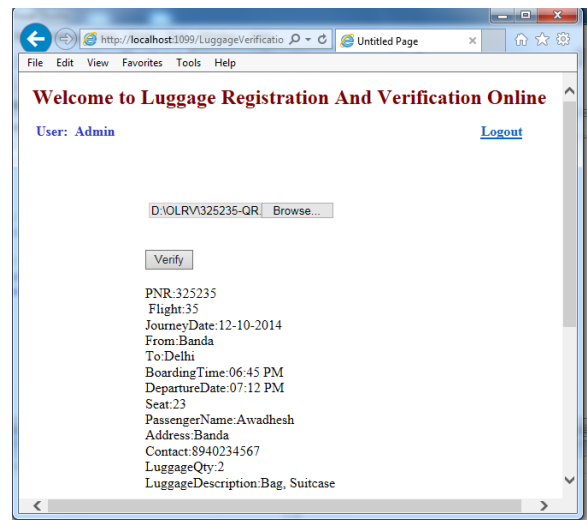 http://localhost:1099/LuggageVerificatio
Untitled Page
File Edit View Favorites Tools Help
Welcome to Luggage Registration And Verification Online
User: Admin
Logout
D:\OLRV\325235-QR. Browse...
Verify
PNR:325235
Flight:35
JourneyDate:12-10-2014
From:Banda
To:Delhi
BoardingTime:06:45 PM
DepartureDate:07:12 PM
Seat:23
PassengerName:Awadhesh
Address:Banda
Contact:8940234567
LuggageQty:2
LuggageDescription:Bag, Suitcase